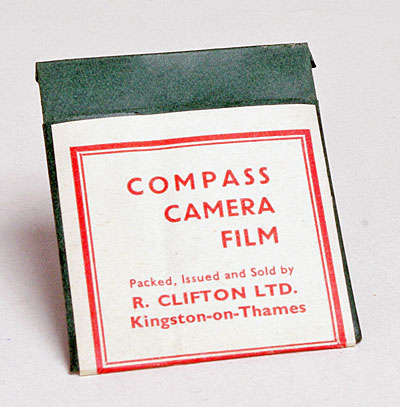 COMPASS
CAMERA
FILM
Packed, Issued and Sold by
R. CLIFTON LTD.
Kingston-on-Thames